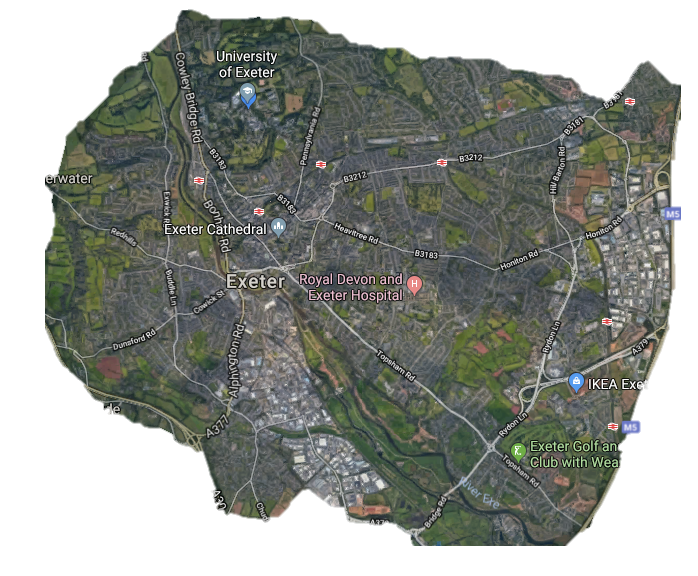 University
of Exeter
Cowley Bridge Rd
Rd
Pennsylvania Rd
B3183
B3181
B3181
B3212
B3212
Hill Barton Rd
erwater
Exwick Rd
B3183
M5
Exeter Cathedral
Heavitree Rd
Honiton Rd
Redhills
B3183
Honiton Rd
Buddle Ln
Exeter
Royal Devon and
Exeter Hospital
H
Cowick St
Dunsford Rd
Alphington Rd
Topsham Rd
Rydon Ln
A379
IKEA Exe
A377
Rydon Ln
M5
Exeter Golf an
Club with Wea
Topsham Rd
A30
Bridge Rd